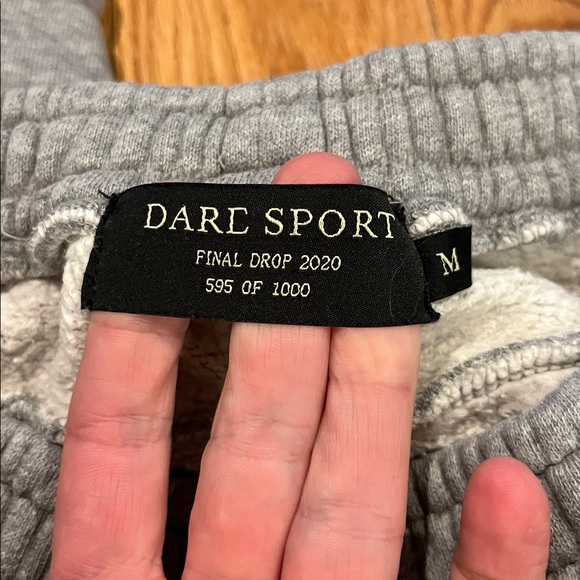 DARC SPORT
FINAL DROP 2020
595 OF 1000
M